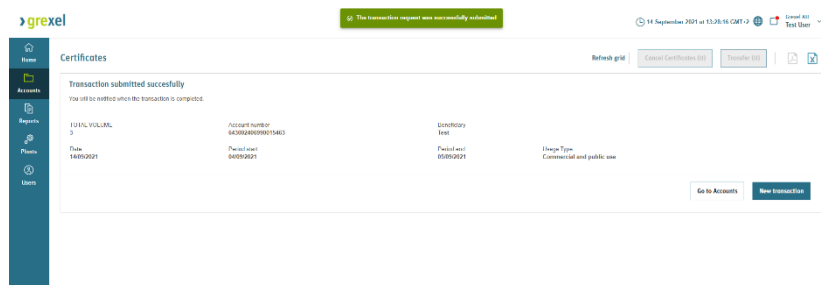 grexel
The transaction request was successfully submitted
14 September 2021 at 13:28:16 GMT+2
Grexel AIJ
Test User
Home
Accounts
Reports
Plants
Users
Certificates
Refresh grid
Cancel Certificates (0)
Transfer (0)
Transaction submitted succesfully
You will be notified when the transaction is completed.
TOTAL VOLUME
3
Account number
643002406990015463
Beneficiary
Test
Date
14/09/2021
Period start
04/09/2021
Period end
05/09/2021
Usage Type
Commercial and public use
Go to Accounts
New transaction